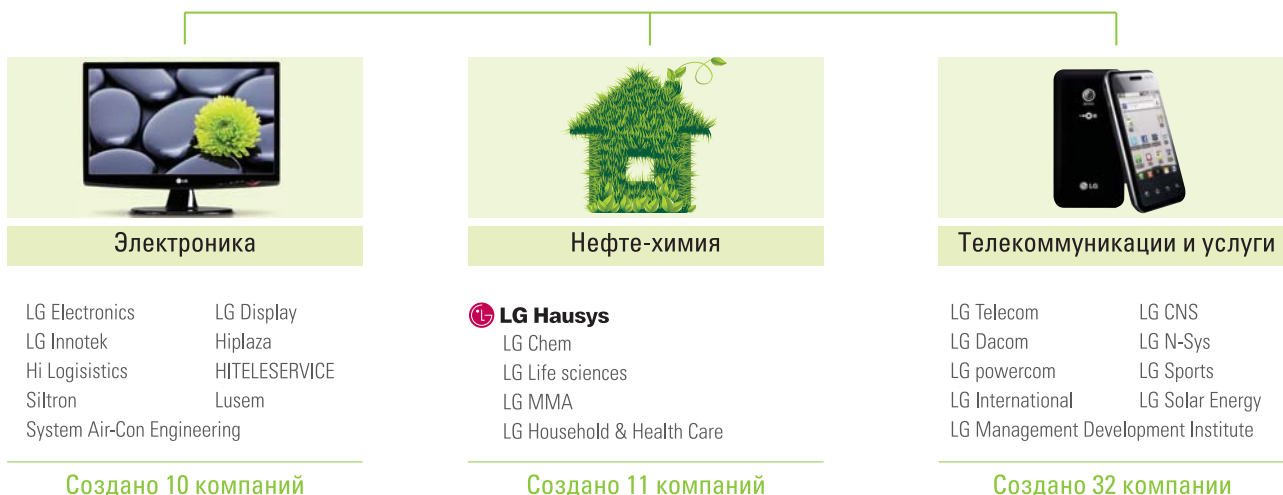 Электроника
LG Electronics LG Display
LG Innotek Hiplaza
Hi Logisistics HITELESERVICE
Siltron Lusem
System Air-Con Engineering
Создано 10 компаний
Нефте-химия
LG Hausys
LG Chem
LG Life sciences
LG MMA
LG Household & Health Care
Создано 11 компаний
LG
Телекоммуникации и услуги
LG Telecom LG CNS
LG Dacom LG N-Sys
LG powercom LG Sports
LG International LG Solar Energy
LG Management Development Institute
Создано 32 компании